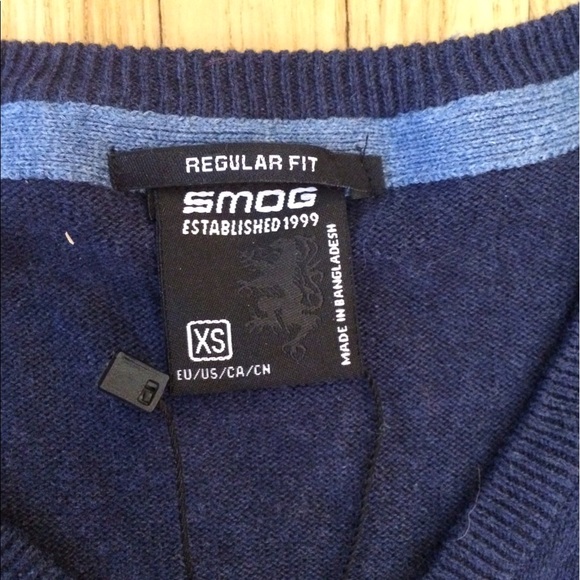 REGULAR FIT
SMOG
ESTABLISHED 1999
MADE IN BANGLADESH
XS
EU/US/CA/CN